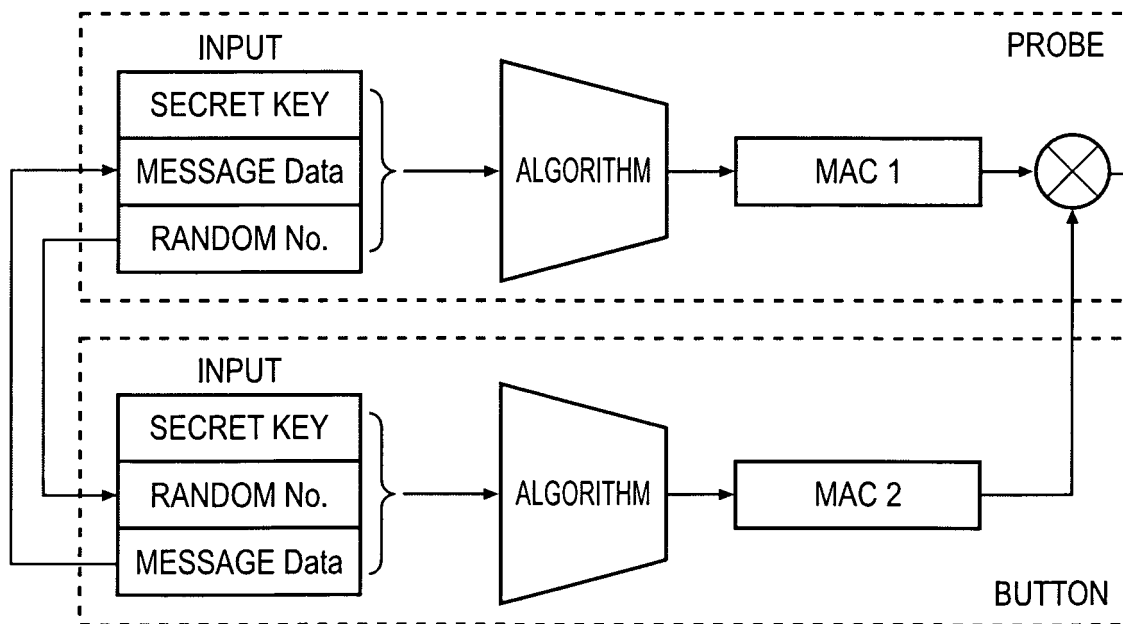 INPUT
PROBE
SECRET KEY
MESSAGE Data
RANDOM No.
ALGORITHM
MAC 1
INPUT
SECRET KEY
RANDOM No.
MESSAGE Data
ALGORITHM
MAC 2
BUTTON